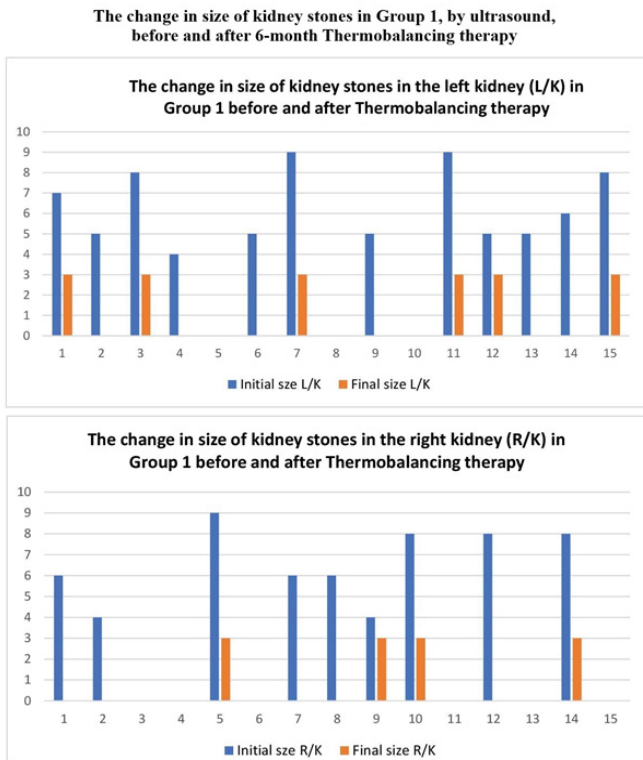 The change in size of kidney stones in Group 1, by ultrasound,
before and after 6-month Thermobalancing therapy
The change in size of kidney stones in the left kidney (L/K) in
Group 1 before and after Thermobalancing therapy
10
9
8
7
6
5
4
3
2
1
0
1 2 3 4 5 6 7 8 9 10 11 12 13 14 15
Initial sze L/K Final size L/K
The change in size of kidney stones in the right kidney (R/K) in
Group 1 before and after Thermobalancing therapy
10
9
8
7
6
5
4
3
2
1
0
1 2 3 4 5 6 7 8 9 10 11 12 13 14 15
Initial sze R/K Final size R/K